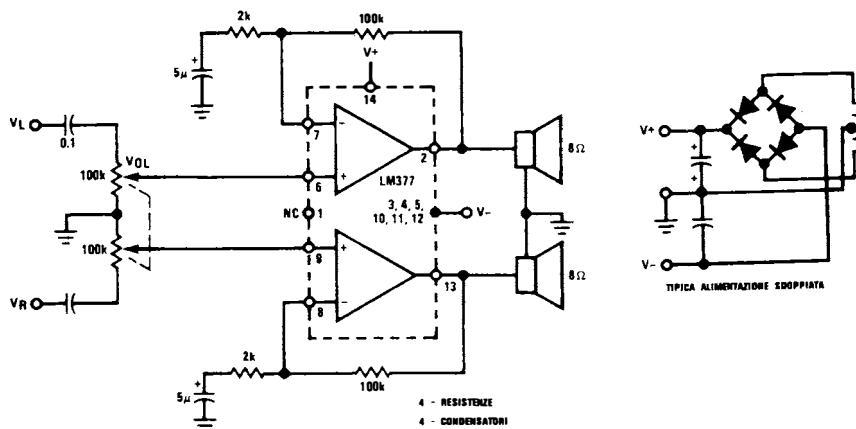 2k
100k
V+
5μ
+
14
7
−
VL
0.1
VOL
100k
6
+
LM377
2
8Ω
NC
1
3, 4, 5,
10, 11, 12
V−
100k
9
+
8
−
13
8Ω
VR
2k
100k
5μ
+
4 - RESISTENZE
4 - CONDENSATORI
V+
+
+
V−
TIPICA ALIMENTAZIONE SDOPPIATA